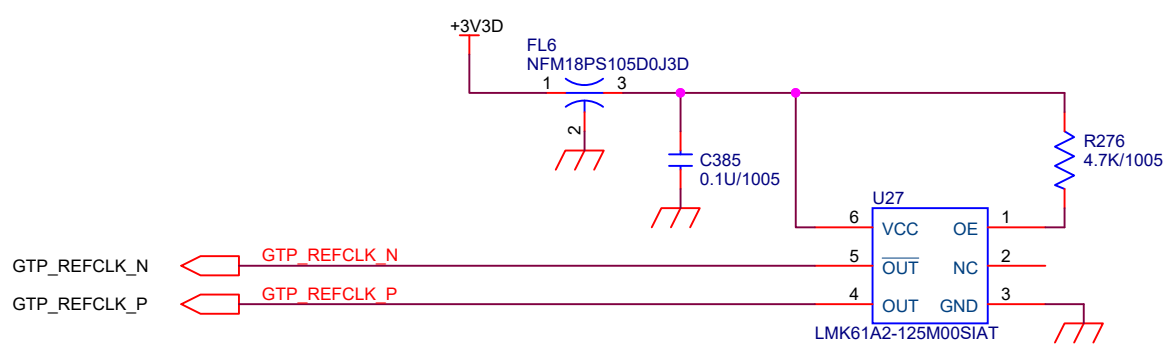 +3V3D
FL6
NFM18PS105D0J3D
1
3
2
C385
0.1U/1005
R276
4.7K/1005
U27
6
VCC
OE
1
GTP_REFCLK_N
GTP_REFCLK_N
5
OUT
NC
2
GTP_REFCLK_P
GTP_REFCLK_P
4
OUT
GND
3
LMK61A2-125M00SIAT